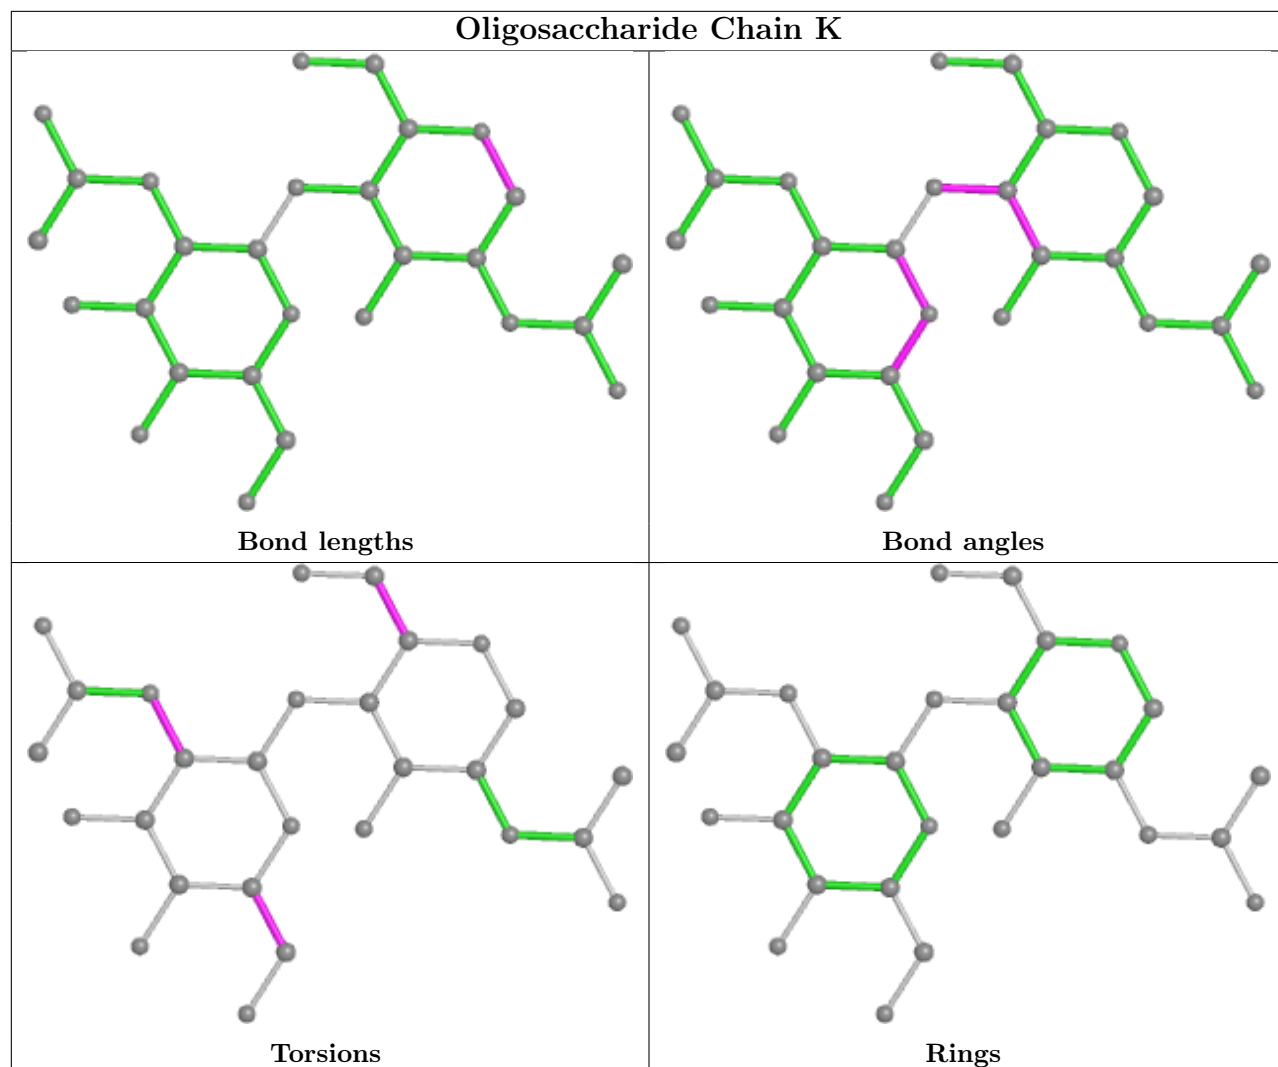 Oligosaccharide Chain K
Bond lengths
Bond angles
Torsions
Rings